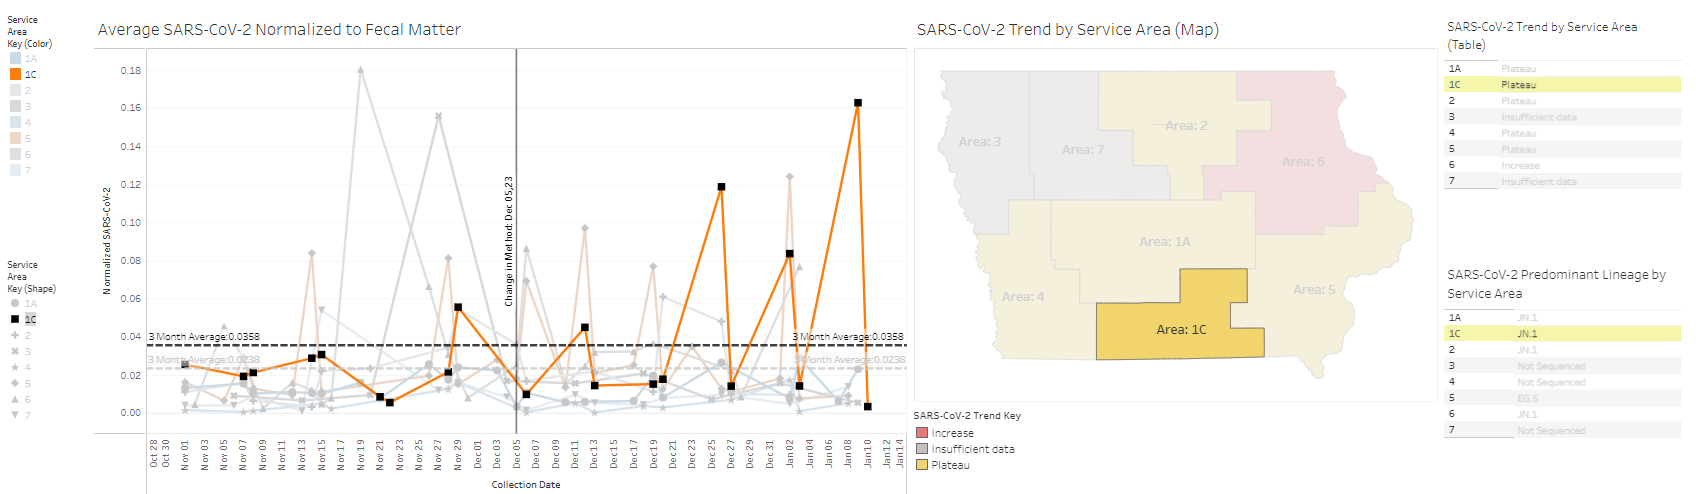 Service
Area
Key (Color)
1A
1C
2
3
4
5
6
7
Service
Area
Key (Shape)
1A
1C
2
3
4
5
6
7
Average SARS-CoV-2 Normalized to Fecal Matter
Normalized SARS-CoV-2
0.18
0.16
0.14
0.12
0.10
0.08
0.06
0.04
0.02
0.00
Change in Method: Dec 05,23
3 Month Average:0.0358
3 Month Average:0.0358
3 Month Average:0.0238
3 Month Average:0.0238
Oct 28
Oct 30
Nov 01
Nov 03
Nov 05
Nov 07
Nov 09
Nov 11
Nov 13
Nov 15
Nov 17
Nov 19
Nov 21
Nov 23
Nov 25
Nov 27
Nov 29
Dec 01
Dec 03
Dec 05
Dec 07
Dec 09
Dec 11
Dec 13
Dec 15
Dec 17
Dec 19
Dec 21
Dec 23
Dec 25
Dec 27
Dec 29
Dec 31
Jan 02
Jan 04
Jan 06
Jan 08
Jan 10
Jan 12
Jan 14
Collection Date
SARS-CoV-2 Trend by Service Area (Map)
Area: 3
Area: 7
Area: 2
Area: 6
Area: 1A
Area: 4
Area: 5
Area: 1C
SARS-CoV-2 Trend Key
Increase
Insufficient data
Plateau
SARS-CoV-2 Trend by Service Area
(Table)
1A Plateau
1C Plateau
2 Plateau
3 Insufficient data
4 Plateau
5 Plateau
6 Increase
7 Insufficient data
SARS-CoV-2 Predominant Lineage by
Service Area
1A JN.1
1C JN.1
2 JN.1
3 Not Sequenced
4 Not Sequenced
5 EG.5
6 JN.1
7 Not Sequenced